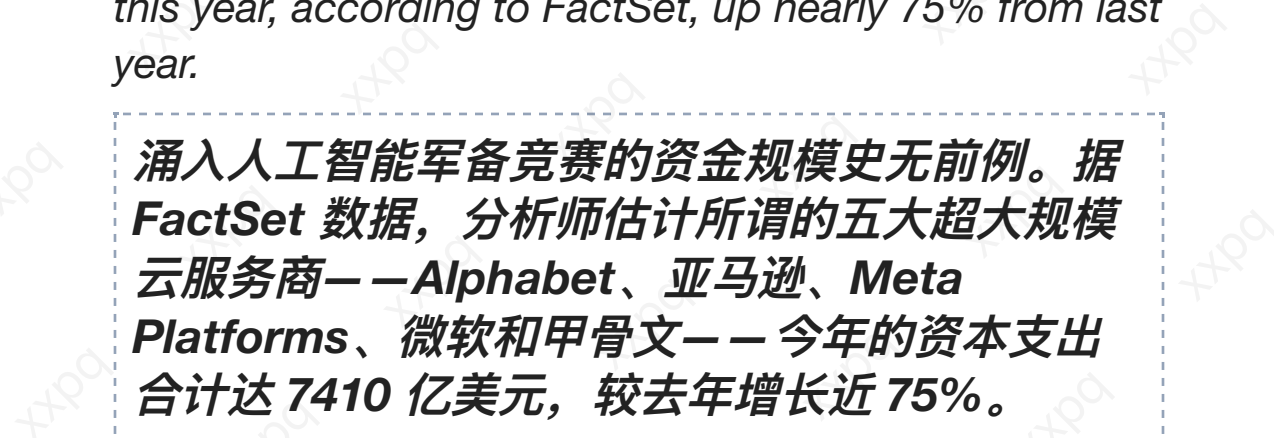 this year, according to FactSet, up nearly 75% from last
year.
涌入人工智能军备竞赛的资金规模史无前例。据
FactSet 数据，分析师估计所谓的五大超大规模
云服务商——Alphabet、亚马逊、Meta
Platforms、微软和甲骨文——今年的资本支出
合计达 7410 亿美元，较去年增长近 75%。
xxpq